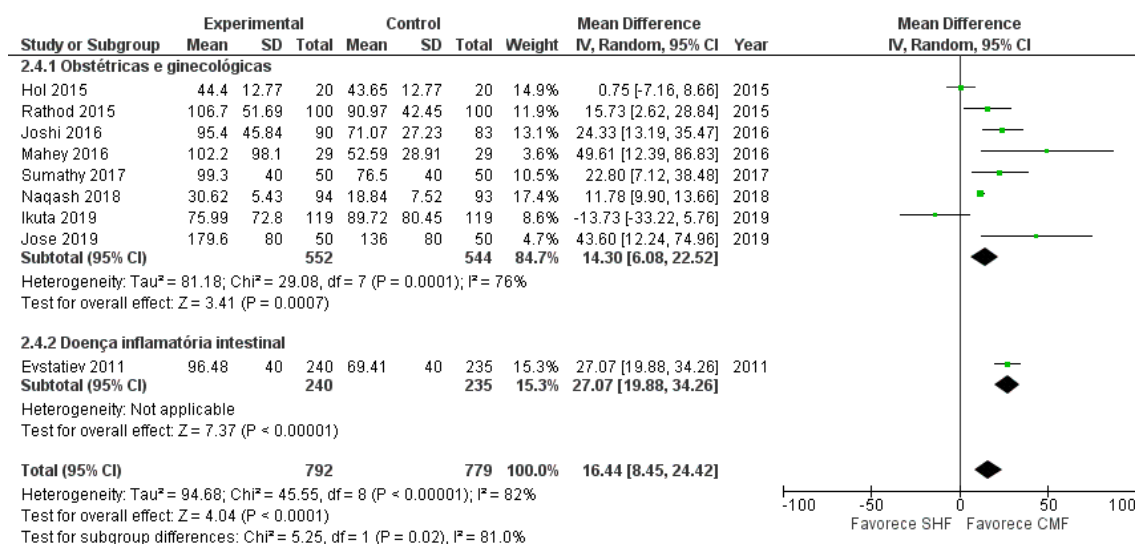 Experimental Control Mean Difference Mean Difference
Study or Subgroup Mean SD Total Mean SD Total Weight IV, Random, 95% CI Year IV, Random, 95% CI
2.4.1 Obstétricas e ginecológicas
Hol 2015 44.4 12.77 20 43.65 12.77 20 14.9% 0.75 [-7.16, 8.66] 2015
Rathod 2015 106.7 51.69 100 90.97 42.45 100 11.9% 15.73 [2.62, 28.84] 2015
Joshi 2016 95.4 45.84 90 71.07 27.23 83 13.1% 24.33 [13.19, 35.47] 2016
Mahey 2016 102.2 98.1 29 52.59 28.91 29 3.6% 49.61 [12.39, 86.83] 2016
Sumathy 2017 99.3 40 50 76.5 40 50 10.5% 22.80 [7.12, 38.48] 2017
Naqash 2018 30.62 5.43 94 18.84 7.52 93 17.4% 11.78 [9.90, 13.66] 2018
Ikuta 2019 75.99 72.8 119 89.72 80.45 119 8.6% -13.73 [-33.22, 5.76] 2019
Jose 2019 179.6 80 50 136 80 50 4.7% 43.60 [12.24, 74.96] 2019
Subtotal (95% CI) 552 544 84.7% 14.30 [6.08, 22.52]
Heterogeneity: Tau² = 81.18; Chi² = 29.08, df = 7 (P = 0.0001); I² = 76%
Test for overall effect: Z = 3.41 (P = 0.0007)
2.4.2 Doença inflamatória intestinal
Evstatiev 2011 96.48 40 240 69.41 40 235 15.3% 27.07 [19.88, 34.26] 2011
Subtotal (95% CI) 240 235 15.3% 27.07 [19.88, 34.26]
Heterogeneity: Not applicable
Test for overall effect: Z = 7.37 (P < 0.00001)
Total (95% CI) 792 779 100.0% 16.44 [8.45, 24.42]
Heterogeneity: Tau² = 94.68; Chi² = 45.55, df = 8 (P < 0.00001); I² = 82%
Test for overall effect: Z = 4.04 (P < 0.0001)
Test for subgroup differences: Chi² = 5.25, df = 1 (P = 0.02), I² = 81.0%
-100 0 50 100
Favorece SHF Favorece CMF